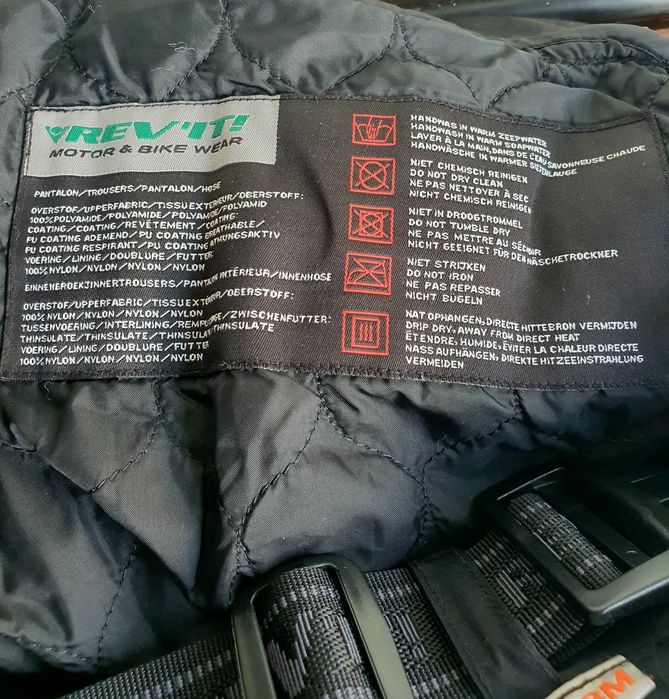 REV'IT!
MOTOR & BIKE WEAR
PANTALON/TROUSERS/PANTALON/HOSE
OVERSTOF/UPPERFABRIC/TISSU EXTERIEUR/OBERSTOFF:
100% POLYAMIDE/POLYAMIDE/POLYAMIDE/POLYAMID
COATING/COATING/REVÊTEMENT/COATING:
PU COATING ADEMEND/PU COATING BREATHABLE/
PU COATING RESPIRANT/PU COATING ATHUNGSAKTIV
VOERING/LINING/DOUBLURE/FUTTER
100% NYLON/NYLON/NYLON/NYLON
BINNENBROEK/INNERTROUSERS/PANTALON INTÉRIEUR/INNENHOSE
OVERSTOF/UPPERFABRIC/TISSU EXTERIEUR/OBERSTOFF:
100% NYLON/NYLON/NYLON/NYLON
TUSSENVOERING/INTERLINING/ZWISCHENFUTTER:
THINSULATE/THINSULATE/THINSULATE/THINSULATE
VOERING/LINING/DOUBLURE/FUTTER
100% NYLON/NYLON/NYLON/NYLON
HANDWAS IN WARM ZEEPWATER
HANDWASH IN WARM SOAPWATER
LAVER À LA MAIN, DANS DE L'EAU SAVONNEUSE CHAUDE
HANDWÄSCHE IN WARMER SEIFENLAUGE
NIET CHEMISCH REINIGEN
DO NOT DRY CLEAN
NE PAS NETTOYER À SEC
NICHT CHEMISCH REINIGEN
NIET IN DROOGTROMMEL
DO NOT TUMBLE DRY
NE PAS METTRE AU SÉCHOIR
NICHT GEEIGNET FÜR DEN WÄSCHETROCKNER
NIET STRIJKEN
DO NOT IRON
NE PAS REPASSER
NICHT BÜGELN
NAT OPHANGEN, DIRECTE HITTEBRON VERMIJDEN
DRIP DRY, AWAY FROM DIRECT HEAT
ÉTENDRE, HUMIDE, ÉVITER LA CHALEUR DIRECTE
NASS AUFHÄNGEN, DIREKTE HITZEEINSTRAHLUNG
VERMEIDEN